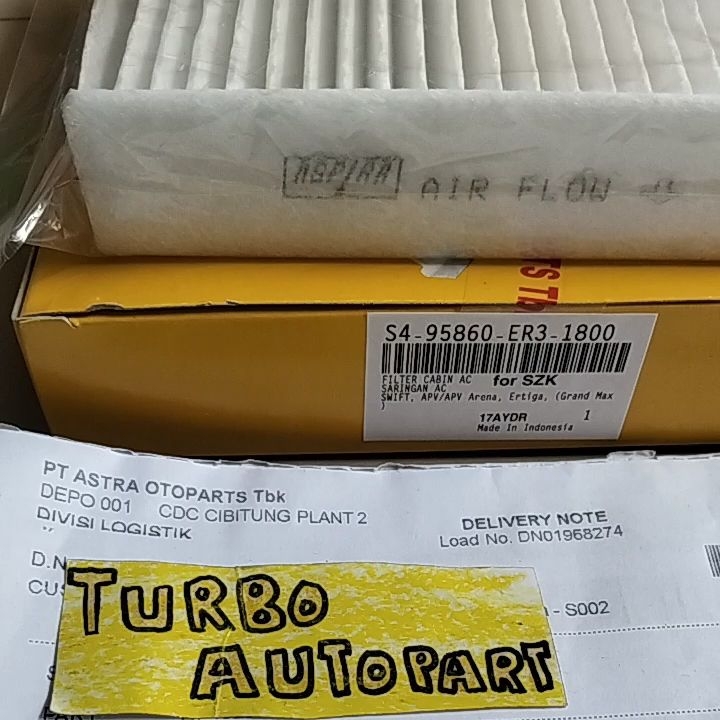 ASPIRA AIR FLOW
S4-95860-ER3-1800
FILTER CABIN AC for SZK
SARINGAN AC
SWIFT, APV/APV Arena, Ertiga, (Grand Max
)
17AYDR 1
Made In Indonesia
PT ASTRA OTOPARTS Tbk
DEPO 001 CDC CIBITUNG PLANT 2
DIVISI LOGISTIK
DELIVERY NOTE
Load No. DN01968274
D.N
CUS
- S002
TURBO
AUTOPART